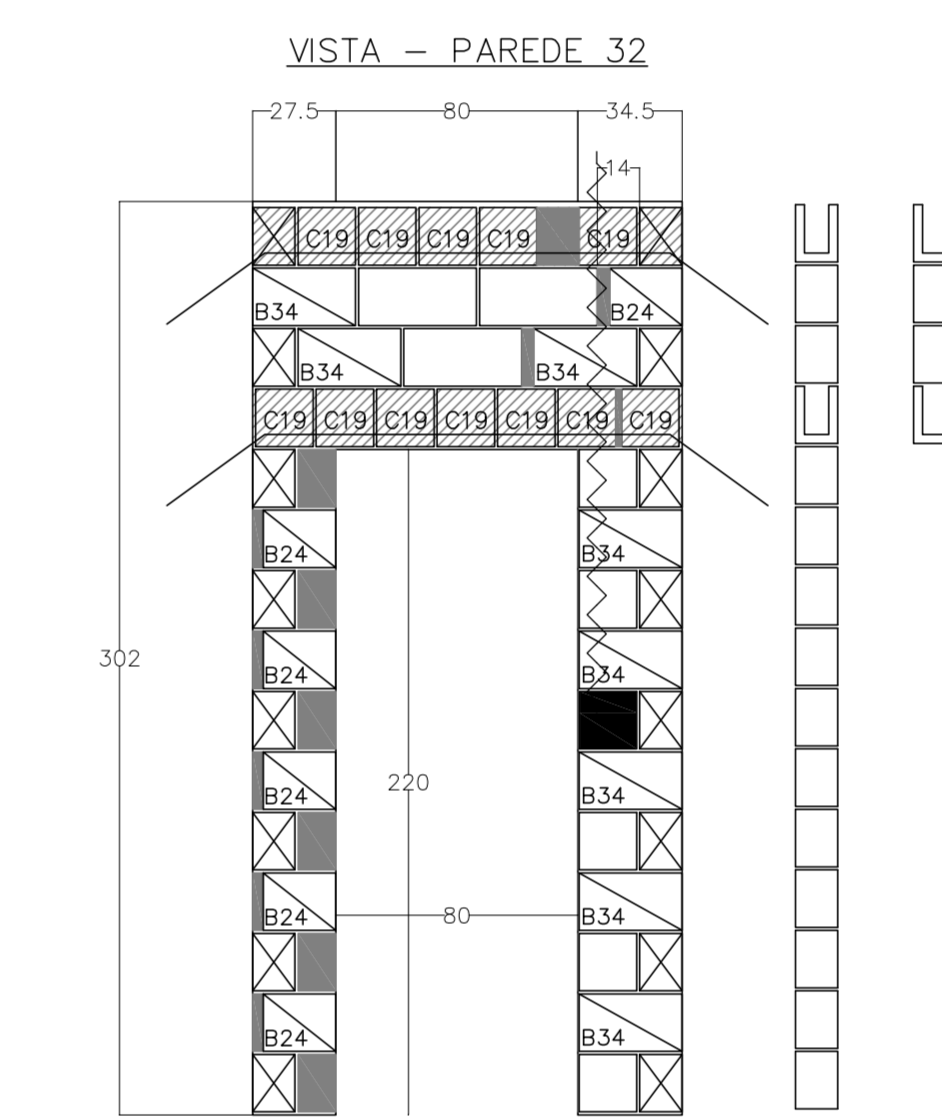 VISTA – PAREDE 32
27.5 80 34.5
14
C19 C19 C19 C19 C19
B34 B24
B34 B34
C19 C19 C19 C19 C19 C19 C19
B24 B34
302
B24 B34
220
B24 B34
B24 B34
80
B24 B34